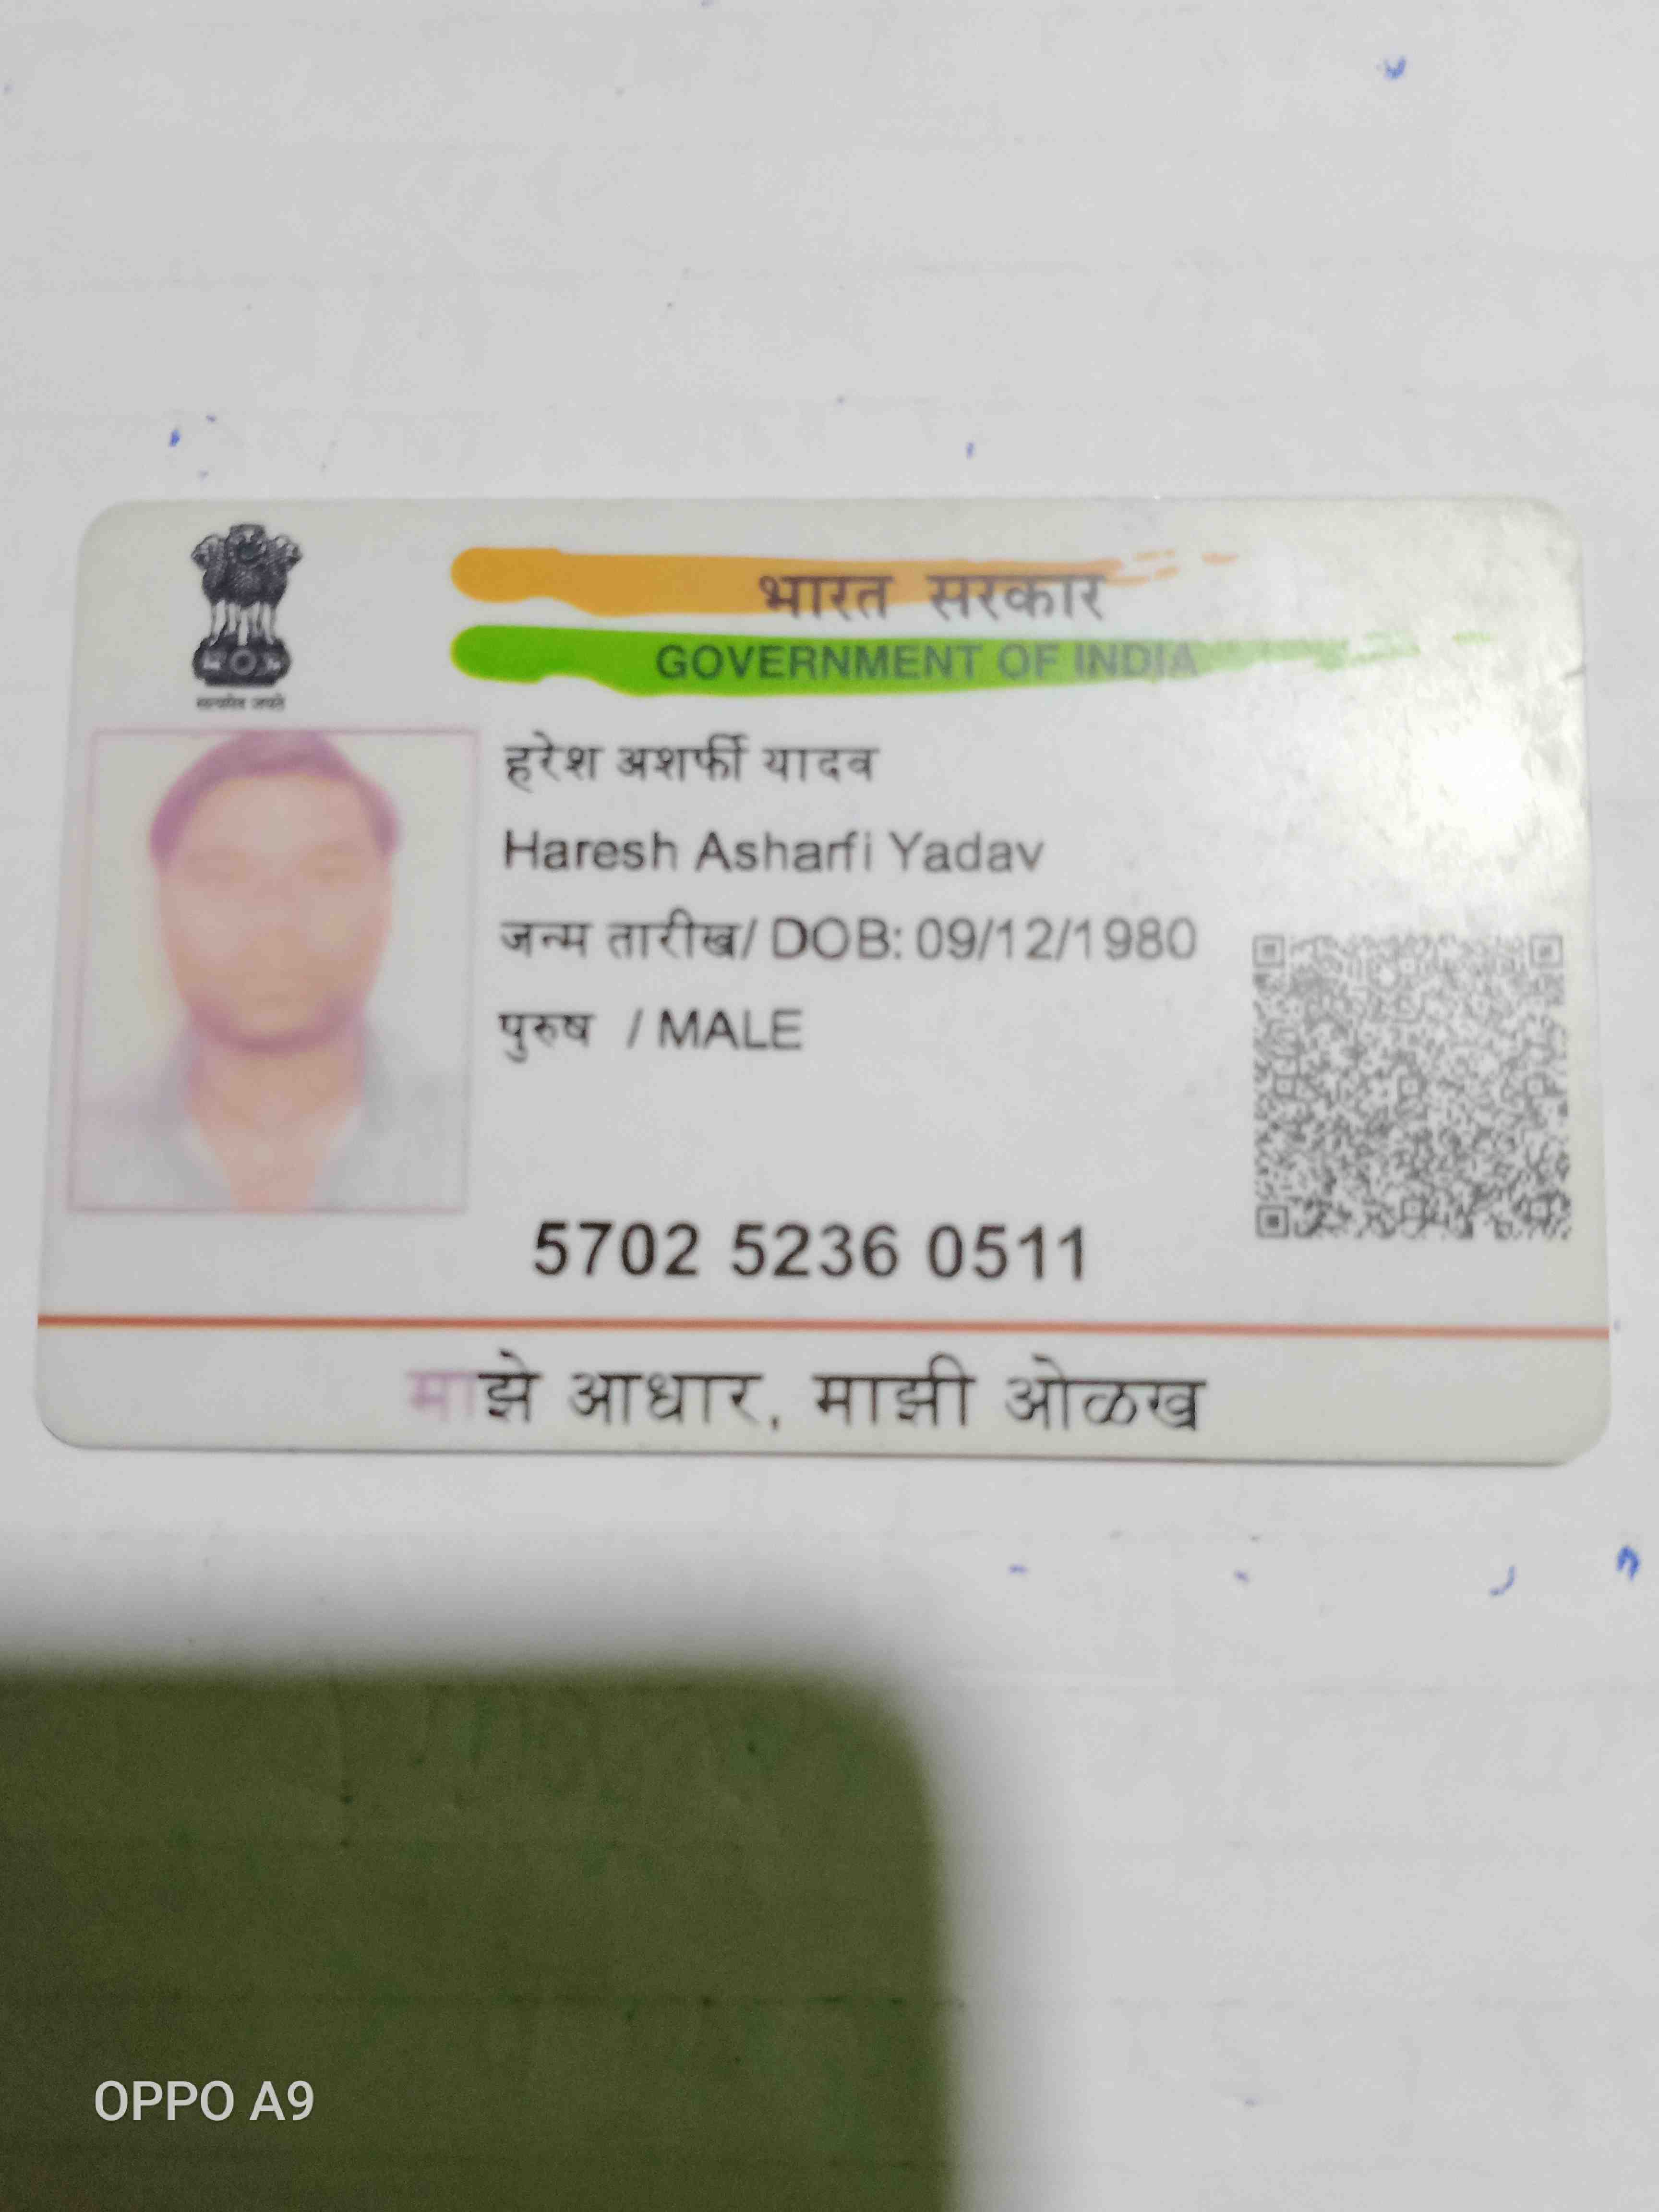 भारत सरकार
GOVERNMENT OF INDIA
सत्यमेव जयते
हरेश अशर्फी यादव
Haresh Asharfi Yadav
जन्म तारीख/ DOB: 09/12/1980
पुरुष / MALE
5702 5236 0511
माझे आधार, माझी ओळख
OPPO A9